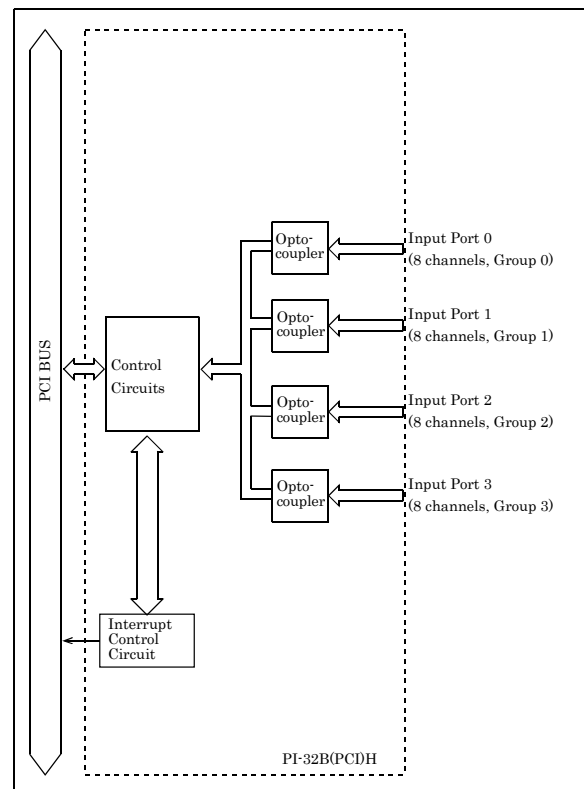 PCI BUS
Control
Circuits
Interrupt
Control
Circuit
Opto-
coupler
Input Port 0
(8 channels, Group 0)
Opto-
coupler
Input Port 1
(8 channels, Group 1)
Opto-
coupler
Input Port 2
(8 channels, Group 2)
Opto-
coupler
Input Port 3
(8 channels, Group 3)
PI-32B(PCI)H